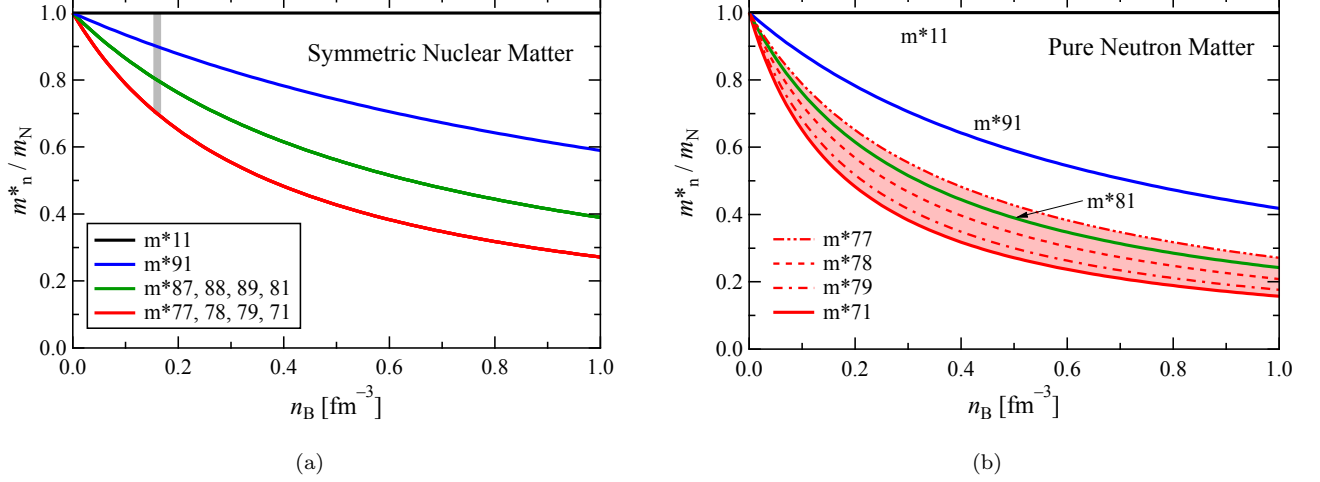 1.0
0.8
0.6
0.4
0.2
0.0
m*n / mN
Symmetric Nuclear Matter
m*11
m*91
m*87, 88, 89, 81
m*77, 78, 79, 71
0.0 0.2 0.4 0.6 0.8 1.0
nB [fm−3]
(a)
1.0
0.8
0.6
0.4
0.2
0.0
m*n / mN
m*11
Pure Neutron Matter
m*91
m*81
m*77
m*78
m*79
m*71
0.0 0.2 0.4 0.6 0.8 1.0
nB [fm−3]
(b)